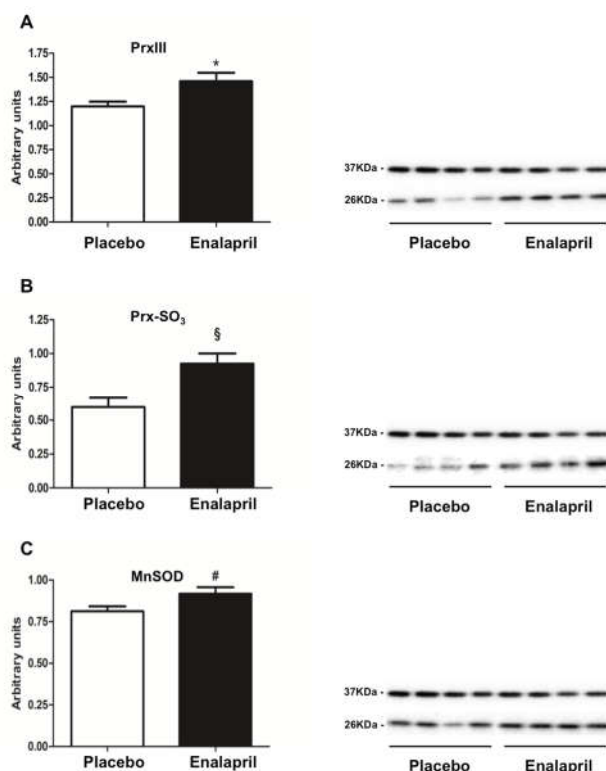 A
PrxIII
Arbitrary units
1.75
1.50
1.25
1.00
0.75
0.50
0.25
0.00
*
Placebo
Enalapril
37KDa -
26KDa -
Placebo
Enalapril
B
Prx-SO₃
Arbitrary units
1.25
1.00
0.75
0.50
0.25
0.00
§
Placebo
Enalapril
37KDa -
26KDa -
Placebo
Enalapril
C
MnSOD
Arbitrary units
1.00
0.75
0.50
0.25
0.00
#
Placebo
Enalapril
37KDa -
26KDa -
Placebo
Enalapril